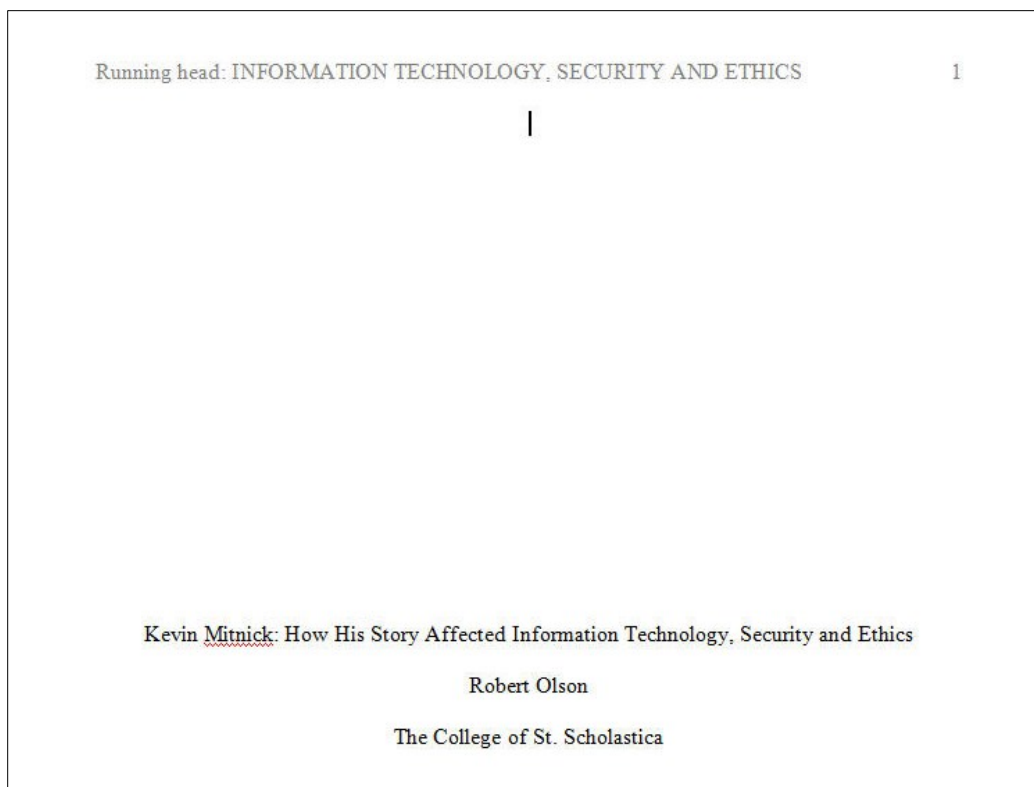 Running head: INFORMATION TECHNOLOGY, SECURITY AND ETHICS 1
Kevin Mitnick: How His Story Affected Information Technology, Security and Ethics
Robert Olson
The College of St. Scholastica